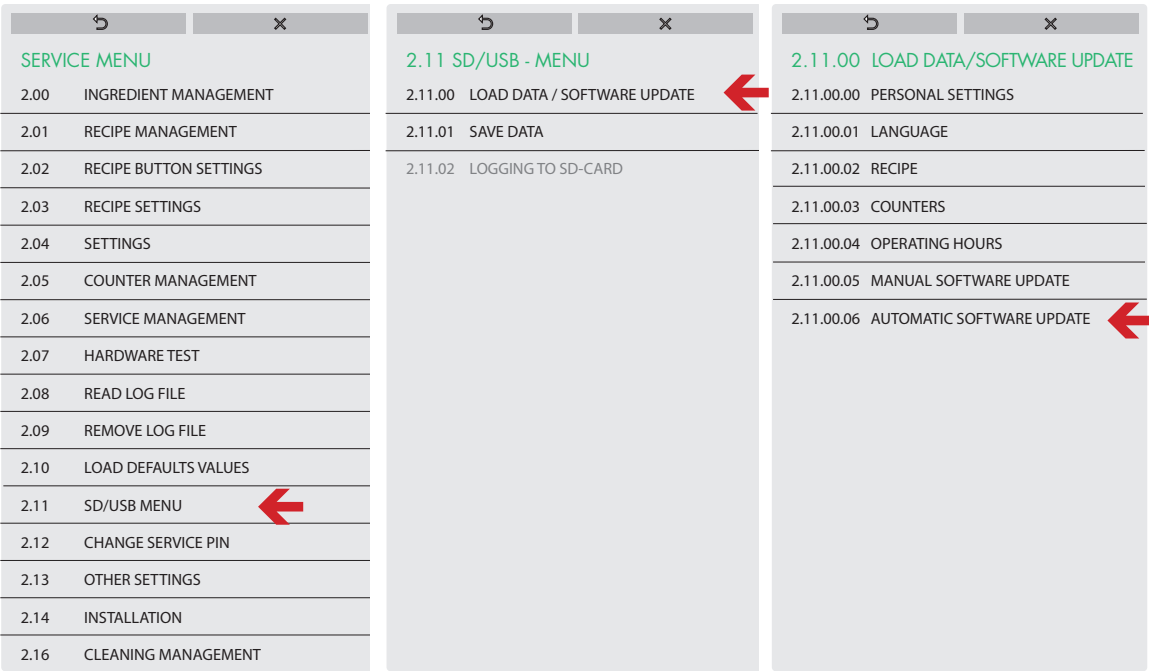 SERVICE MENU
2.00 INGREDIENT MANAGEMENT
2.01 RECIPE MANAGEMENT
2.02 RECIPE BUTTON SETTINGS
2.03 RECIPE SETTINGS
2.04 SETTINGS
2.05 COUNTER MANAGEMENT
2.06 SERVICE MANAGEMENT
2.07 HARDWARE TEST
2.08 READ LOG FILE
2.09 REMOVE LOG FILE
2.10 LOAD DEFAULTS VALUES
2.11 SD/USB MENU
2.12 CHANGE SERVICE PIN
2.13 OTHER SETTINGS
2.14 INSTALLATION
2.16 CLEANING MANAGEMENT
2.11 SD/USB - MENU
2.11.00 LOAD DATA / SOFTWARE UPDATE
2.11.01 SAVE DATA
2.11.02 LOGGING TO SD-CARD
2.11.00 LOAD DATA/SOFTWARE UPDATE
2.11.00.00 PERSONAL SETTINGS
2.11.00.01 LANGUAGE
2.11.00.02 RECIPE
2.11.00.03 COUNTERS
2.11.00.04 OPERATING HOURS
2.11.00.05 MANUAL SOFTWARE UPDATE
2.11.00.06 AUTOMATIC SOFTWARE UPDATE